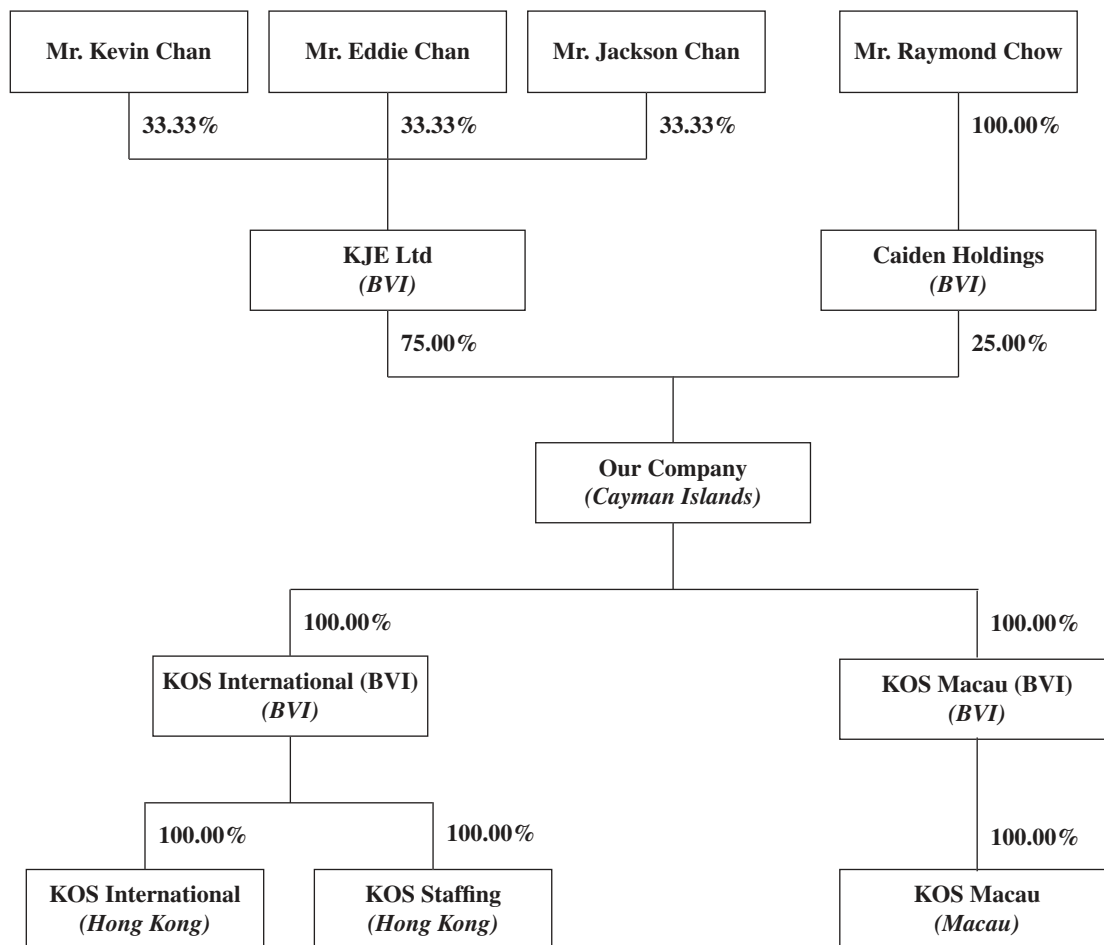 Mr. Kevin Chan
Mr. Eddie Chan
Mr. Jackson Chan
Mr. Raymond Chow
33.33%
33.33%
33.33%
100.00%
KJE Ltd
(BVI)
Caiden Holdings
(BVI)
75.00%
25.00%
Our Company
(Cayman Islands)
100.00%
100.00%
KOS International (BVI)
(BVI)
KOS Macau (BVI)
(BVI)
100.00%
100.00%
100.00%
KOS International
(Hong Kong)
KOS Staffing
(Hong Kong)
KOS Macau
(Macau)